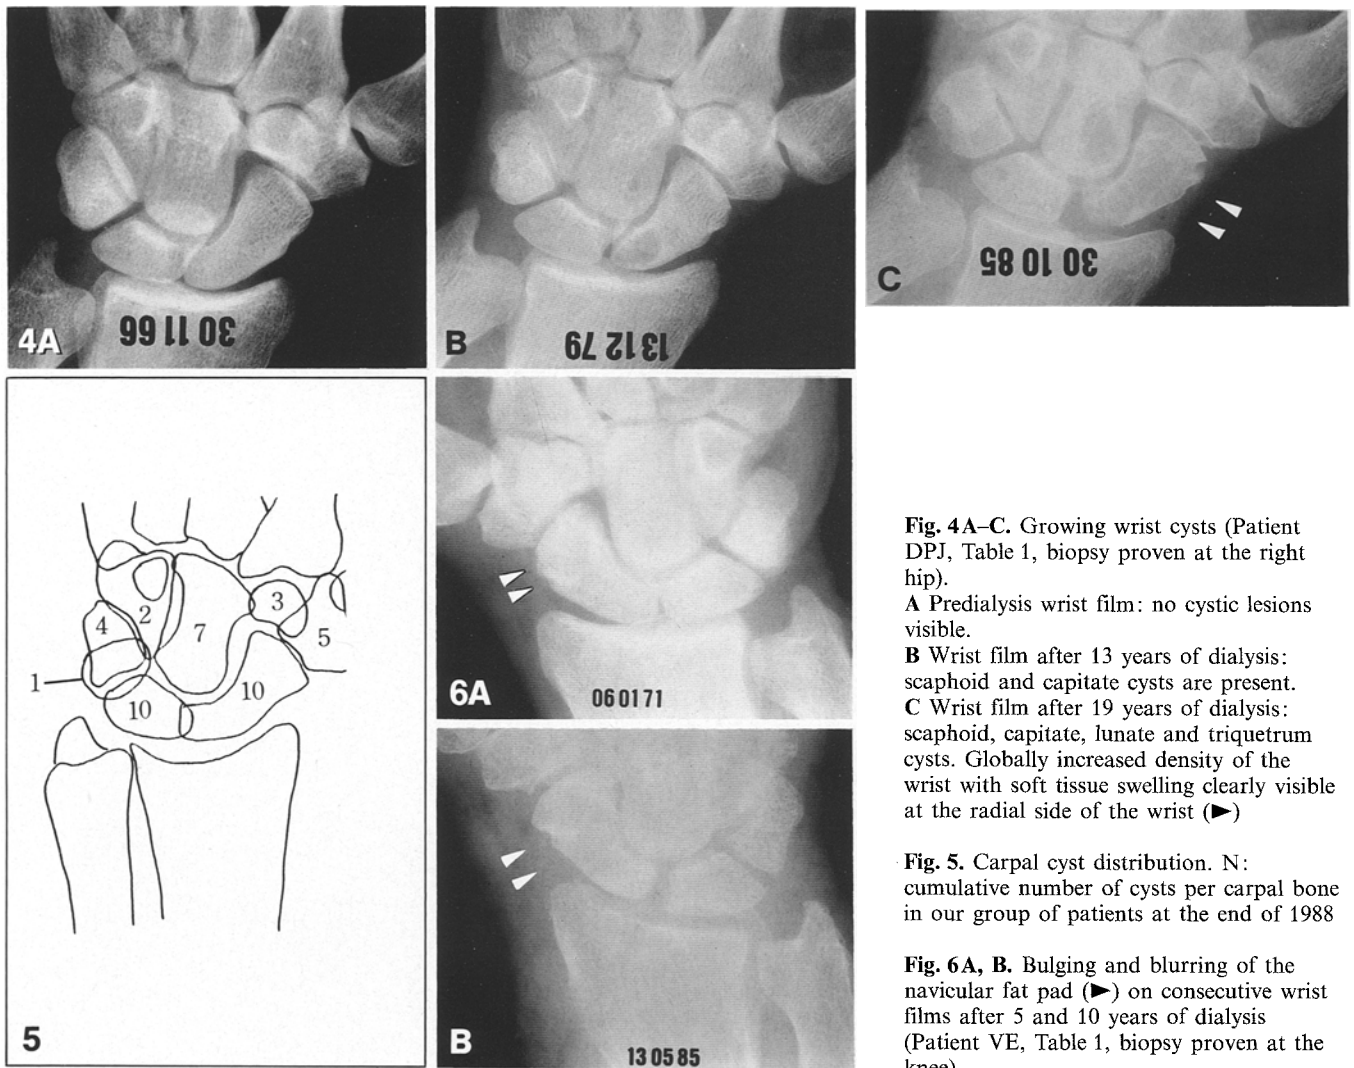 30 11 66
4A
13 12 79
B
30 10 85
C
2
3
4
7
5
1
10
10
5
06 01 71
6A
13 05 85
B
Fig. 4A–C. Growing wrist cysts (Patient
DPJ, Table 1, biopsy proven at the right
hip).
A Predialysis wrist film: no cystic lesions
visible.
B Wrist film after 13 years of dialysis:
scaphoid and capitate cysts are present.
C Wrist film after 19 years of dialysis:
scaphoid, capitate, lunate and triquetrum
cysts. Globally increased density of the
wrist with soft tissue swelling clearly visible
at the radial side of the wrist (►)
Fig. 5. Carpal cyst distribution. N:
cumulative number of cysts per carpal bone
in our group of patients at the end of 1988
Fig. 6A, B. Bulging and blurring of the
navicular fat pad (►) on consecutive wrist
films after 5 and 10 years of dialysis
(Patient VE, Table 1, biopsy proven at the
knee)